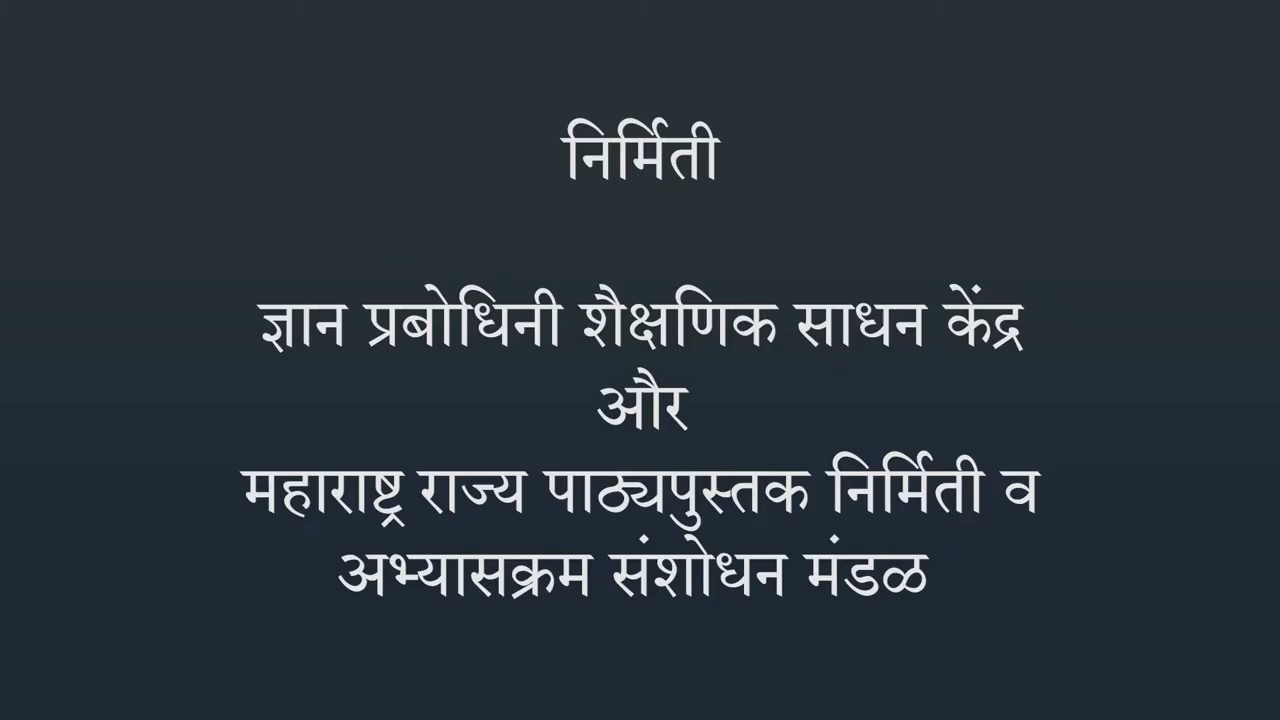 निर्मिती
ज्ञान प्रबोधिनी शैक्षणिक साधन केंद्र
और
महाराष्ट्र राज्य पाठ्यपुस्तक निर्मिती व
अभ्यासक्रम संशोधन मंडळ